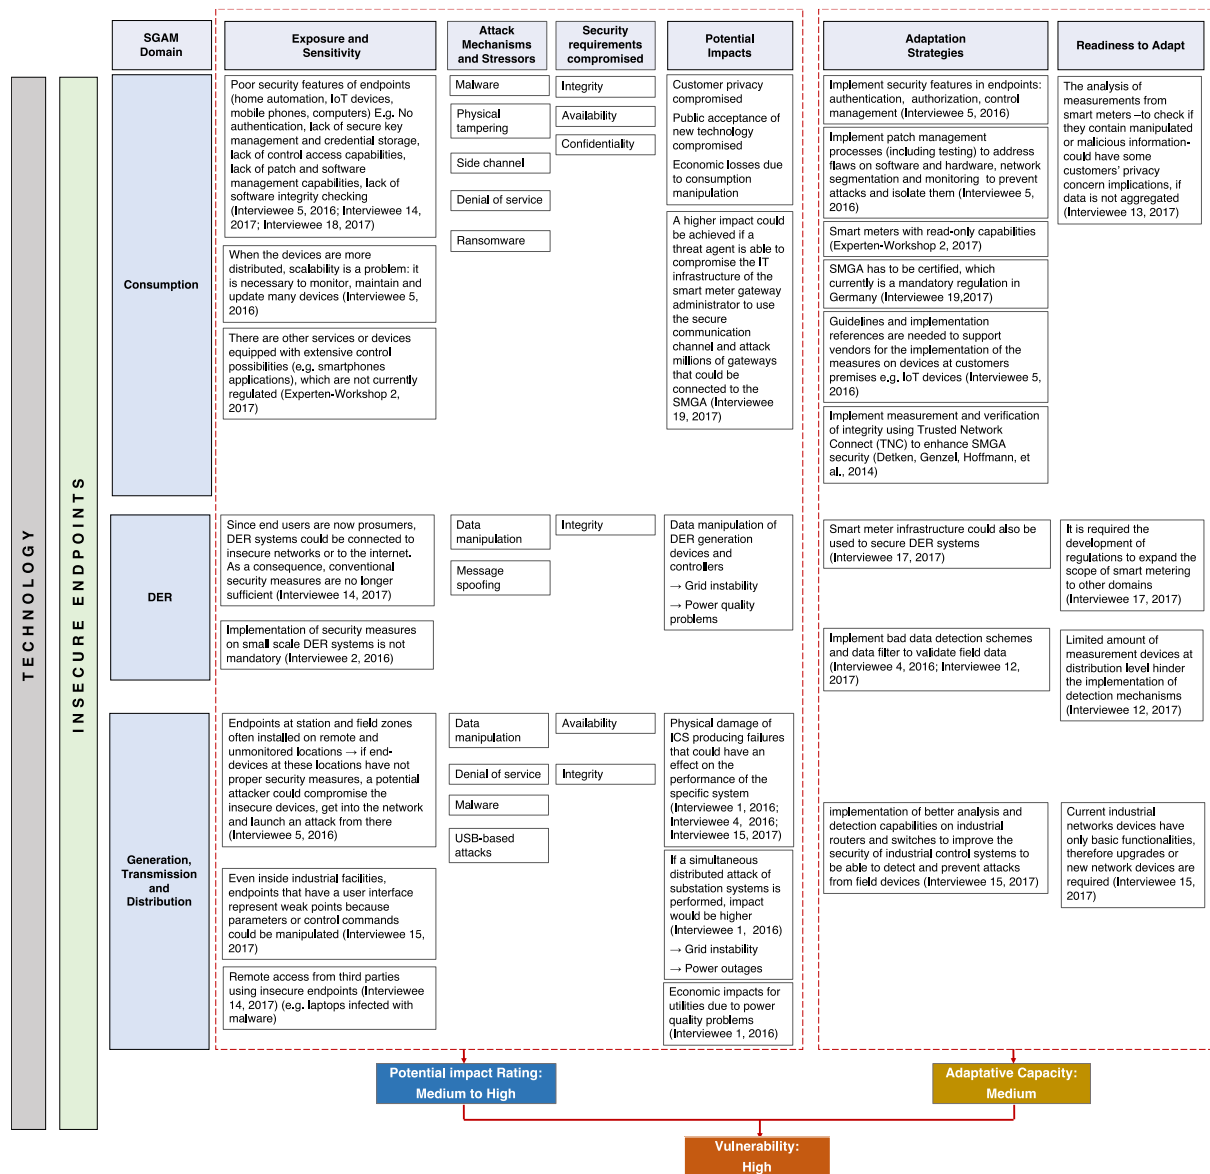 SGAM
Domain
Exposure and
Sensitivity
Attack
Mechanisms
and Stressors
Security
requirements
compromised
Potential
Impacts
Adaptation
Strategies
Readiness to Adapt
TECHNOLOGY
INSECURE ENDPOINTS
Consumption
Poor security features of endpoints
(home automation, IoT devices,
mobile phones, computers) E.g. No
authentication, lack of secure key
management and credential storage,
lack of control access capabilities,
lack of patch and software
management capabilities, lack of
software integrity checking
(Interviewee 5, 2016; Interviewee 14,
2017; Interviewee 18, 2017)
When the devices are more
distributed, scalability is a problem: it
is necessary to monitor, maintain and
update many devices (Interviewee 5,
2016)
There are other services or devices
equipped with extensive control
possibilities (e.g. smartphones
applications), which are not currently
regulated (Experten-Workshop 2,
2017)
Malware
Physical
tampering
Side channel
Denial of service
Ransomware
Integrity
Availability
Confidentiality
Customer privacy
compromised
Public acceptance of
new technology
compromised
Economic losses due to
consumption
manipulation
A higher impact could
be achieved if a
threat agent is able to
compromise the IT
infrastructure of the
smart meter gateway
administrator to use
the secure
communication
channel and attack
millions of gateways
that could be
connected to the
SMGA (Interviewee
19, 2017)
Implement security features in endpoints:
authentication, authorization, control
management (Interviewee 5, 2016)
Implement patch management
processes (including testing) to address
flaws on software and hardware, network
segmentation and monitoring to prevent
attacks and isolate them (Interviewee 5,
2016)
Smart meters with read-only capabilities
(Experten-Workshop 2, 2017)
SMGA has to be certified, which
currently is a mandatory regulation in
Germany (Interviewee 19,2017)
Guidelines and implementation
references are needed to support
vendors for the implementation of the
measures on devices at customers
premises e.g. IoT devices (Interviewee 5,
2016)
Implement measurement and verification
of integrity using Trusted Network
Connect (TNC) to enhance SMGA
security (Detken, Genzel, Hoffmann, et
al., 2014)
The analysis of
measurements from
smart meters –to check if
they contain manipulated
or malicious information-
could have some
customers' privacy
concern implications, if
data is not aggregated
(Interviewee 13, 2017)
DER
Since end users are now prosumers,
DER systems could be connected to
insecure networks or to the internet.
As a consequence, conventional
security measures are no longer
sufficient (Interviewee 14, 2017)
Implementation of security measures
on small scale DER systems is not
mandatory (Interviewee 2, 2016)
Data
manipulation
Message
spoofing
Integrity
Data manipulation of
DER generation
devices and
controllers
→ Grid instability
→ Power quality
problems
Smart meter infrastructure could also be
used to secure DER systems
(Interviewee 17, 2017)
Implement bad data detection schemes
and data filter to validate field data
(Interviewee 4, 2016; Interviewee 12,
2017)
It is required the
development of
regulations to expand the
scope of smart metering
to other domains
(Interviewee 17, 2017)
Limited amount of
measurement devices at
distribution level hinder
the implementation of
detection mechanisms
(Interviewee 12, 2017)
Generation,
Transmission
and
Distribution
Endpoints at station and field zones
often installed on remote and
unmonitored locations → if end-
devices at these locations have not
proper security measures, a potential
attacker could compromise the
insecure devices, get into the network
and launch an attack from there
(Interviewee 5, 2016)
Even inside industrial facilities,
endpoints that have a user interface
represent weak points because
parameters or control commands
could be manipulated (Interviewee 15,
2017)
Remote access from third parties
using insecure endpoints (Interviewee
14, 2017) (e.g. laptops infected with
malware)
Data
manipulation
Denial of service
Malware
USB-based
attacks
Availability
Integrity
Physical damage of
ICS producing failures
that could have an
effect on the
performance of the
specific system
(Interviewee 1, 2016;
Interviewee 4, 2016;
Interviewee 15, 2017)
If a simultaneous
distributed attack of
substation systems is
performed, impact
would be higher
(Interviewee 1, 2016)
→ Grid instability
→ Power outages
Economic impacts for
utilities due to power
quality problems
(Interviewee 1, 2016)
implementation of better analysis and
detection capabilities on industrial
routers and switches to improve the
security of industrial control systems to
be able to detect and prevent attacks
from field devices (Interviewee 15, 2017)
Current industrial
networks devices have
only basic functionalities,
therefore upgrades or
new network devices are
required (Interviewee 15,
2017)
Potential impact Rating:
Medium to High
Adaptative Capacity:
Medium
Vulnerability:
High